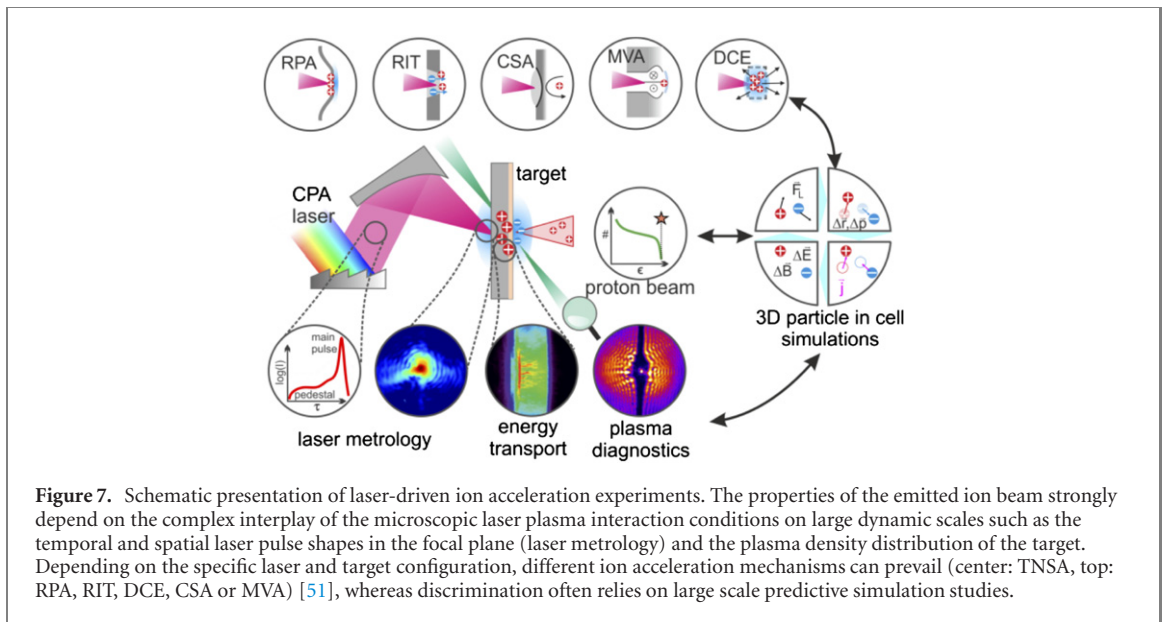 RPA
RIT
CSA
MVA
DCE
target
CPA
laser
F_L
Δr,Δp
ΔB ΔE
j
#
ϵ
proton beam
3D particle in cell
simulations
main
pulse
log(I)
pedestal
τ
laser metrology
energy
transport
plasma
diagnostics
Figure 7. Schematic presentation of laser-driven ion acceleration experiments. The properties of the emitted ion beam strongly
depend on the complex interplay of the microscopic laser plasma interaction conditions on large dynamic scales such as the
temporal and spatial laser pulse shapes in the focal plane (laser metrology) and the plasma density distribution of the target.
Depending on the specific laser and target configuration, different ion acceleration mechanisms can prevail (center: TNSA, top:
RPA, RIT, DCE, CSA or MVA) [51], whereas discrimination often relies on large scale predictive simulation studies.